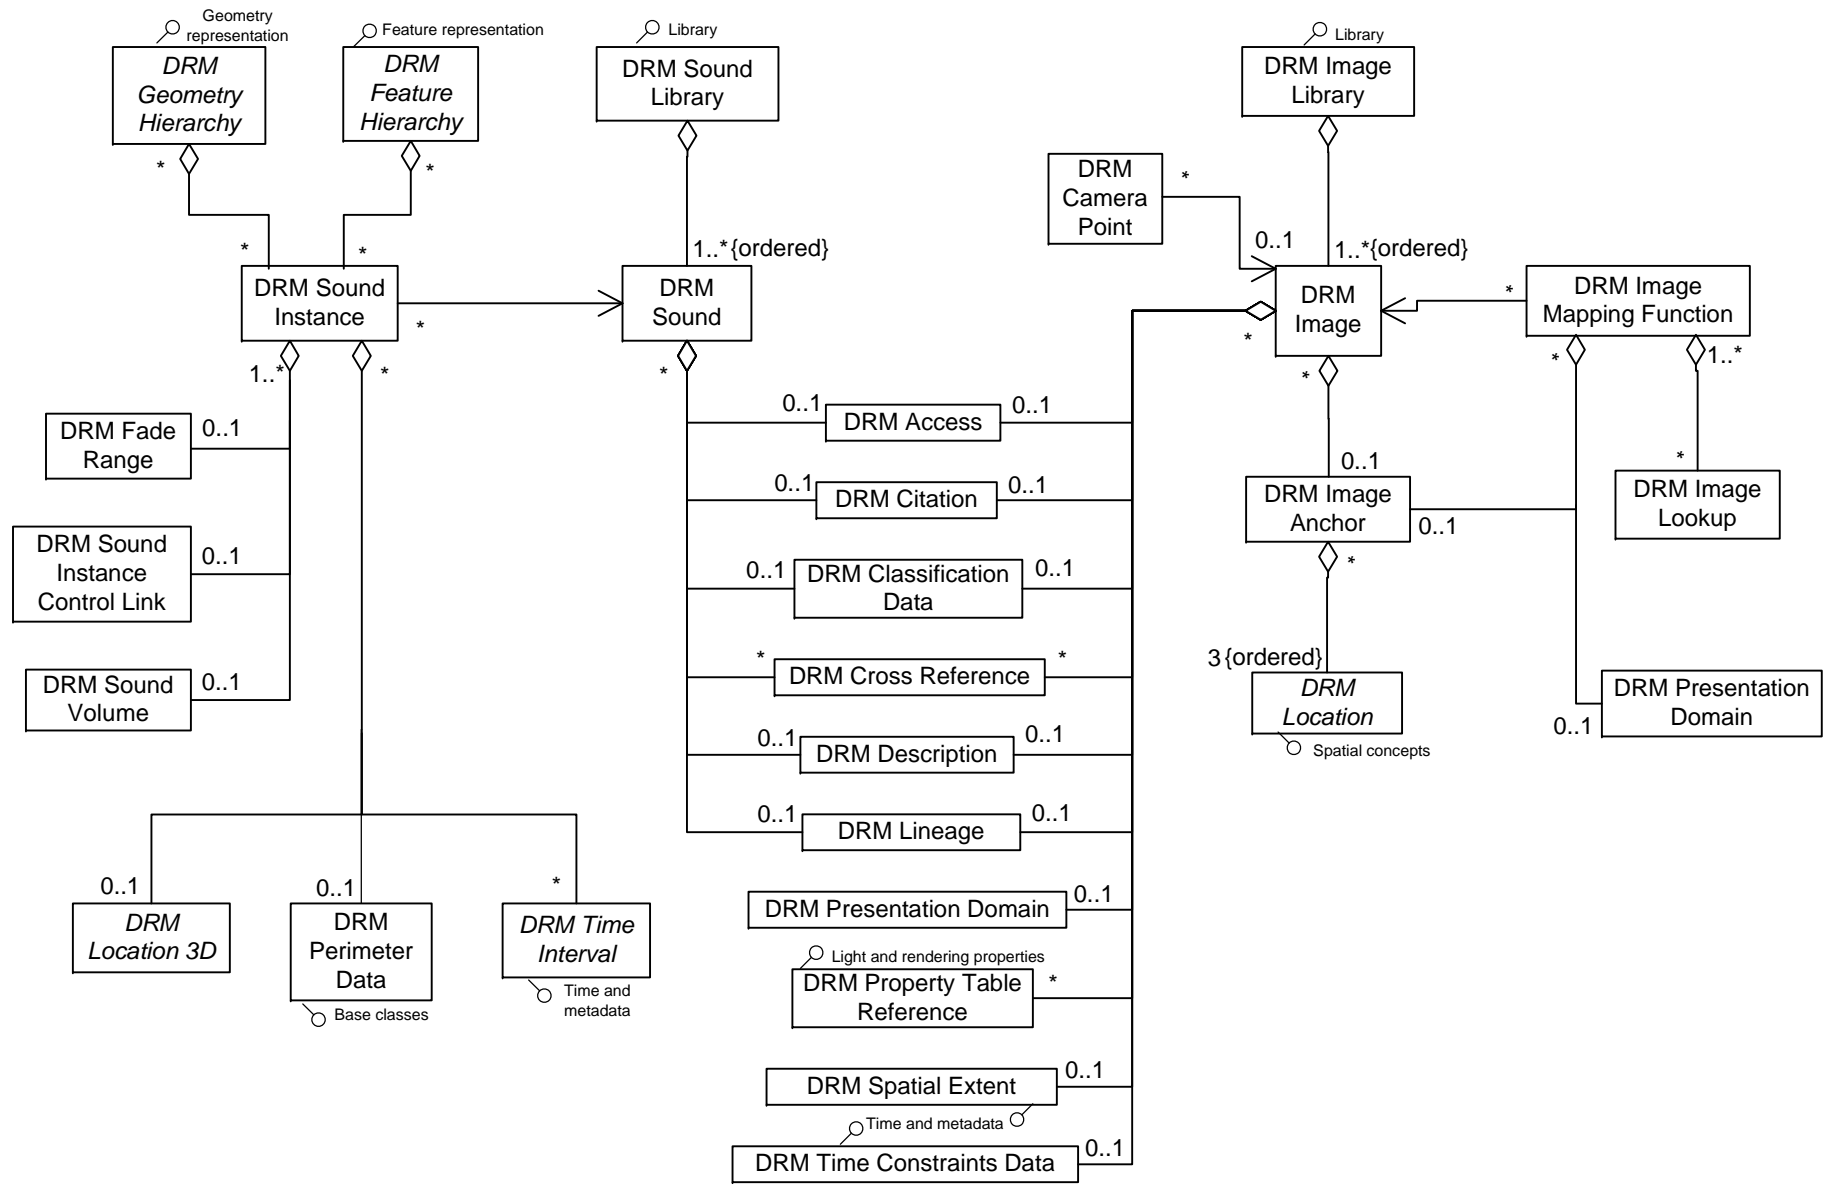 Geometry
representation
Feature representation
Library
Library
DRM
Geometry
Hierarchy
DRM
Feature
Hierarchy
DRM Sound
Library
DRM Image
Library
*
*
DRM
Camera
Point
*
*
*
1..*{ordered}
0..1
1..*{ordered}
DRM Sound
Instance
*
DRM
Sound
DRM
Image
*
DRM Image
Mapping Function
1..*
*
*
*
*
*
1..*
DRM Fade
Range
0..1
0..1
DRM Access
0..1
0..1
*
DRM Sound
Instance
Control Link
0..1
0..1
DRM Citation
0..1
DRM Image
Anchor
0..1
DRM Image
Lookup
0..1
DRM Classification
Data
0..1
*
DRM Sound
Volume
0..1
*
DRM Cross Reference
*
3{ordered}
DRM
Location
Spatial concepts
0..1
DRM Presentation
Domain
0..1
DRM Description
0..1
0..1
DRM Lineage
0..1
0..1
0..1
*
DRM
Location 3D
DRM
Perimeter
Data
Base classes
DRM Time
Interval
Time and
metadata
DRM Presentation Domain
0..1
Light and rendering properties
DRM Property Table
Reference
*
DRM Spatial Extent
0..1
Time and metadata
DRM Time Constraints Data
0..1